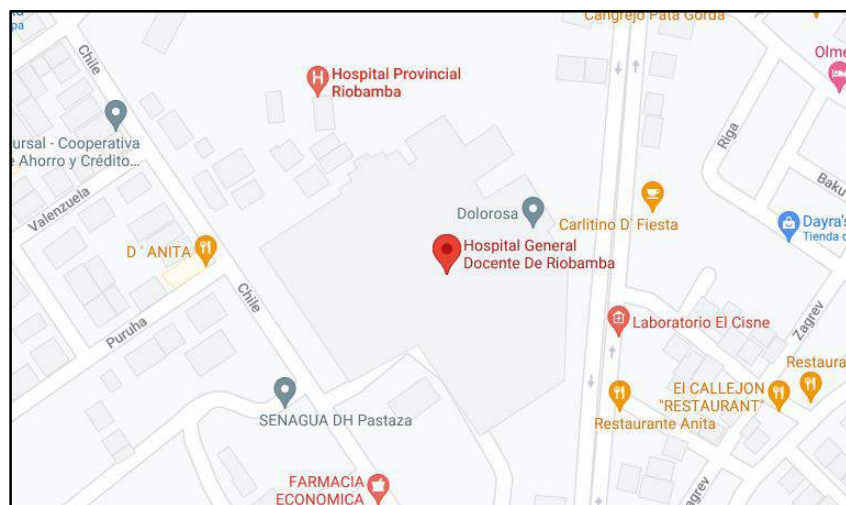 Cangrejo Pata Gorda
Chile
Hospital Provincial
Riobamba
Olme
ursal - Cooperativa
e Ahorro y Crédito...
Riga
Baku
Valenzuela
Dolorosa
Carlitino D' Fiesta
Dayra's
Tienda d
D ' ANITA
Hospital General
Docente De Riobamba
Chile
Puruha
Laboratorio El Cisne
Zagrev
Restaura
El CALLEJON
"RESTAURANT"
Restaurante Anita
SENAGUA DH Pastaza
FARMACIA
ECONOMICA
agrev